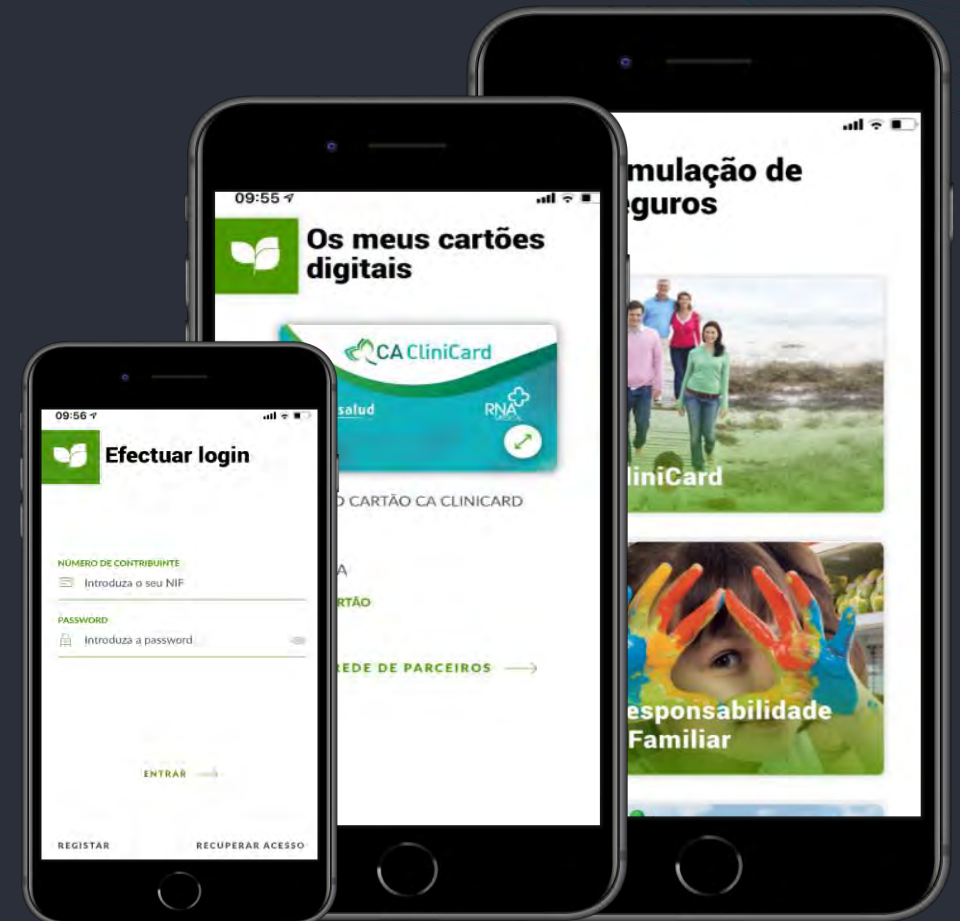 09:56
Efectuar login
NÚMERO DE CONTRIBUINTE
Introduza o seu NIF
PASSWORD
Introduza a password
ENTRAR
REGISTAR
RECUPERAR ACESSO
09:55
Os meus cartões
digitais
CA CliniCard
salud
RNA
O CARTÃO CA CLINICARD
A
RTÃO
EDE DE PARCEIROS
mulação de
eguros
liniCard
esponsabilidade
Familiar